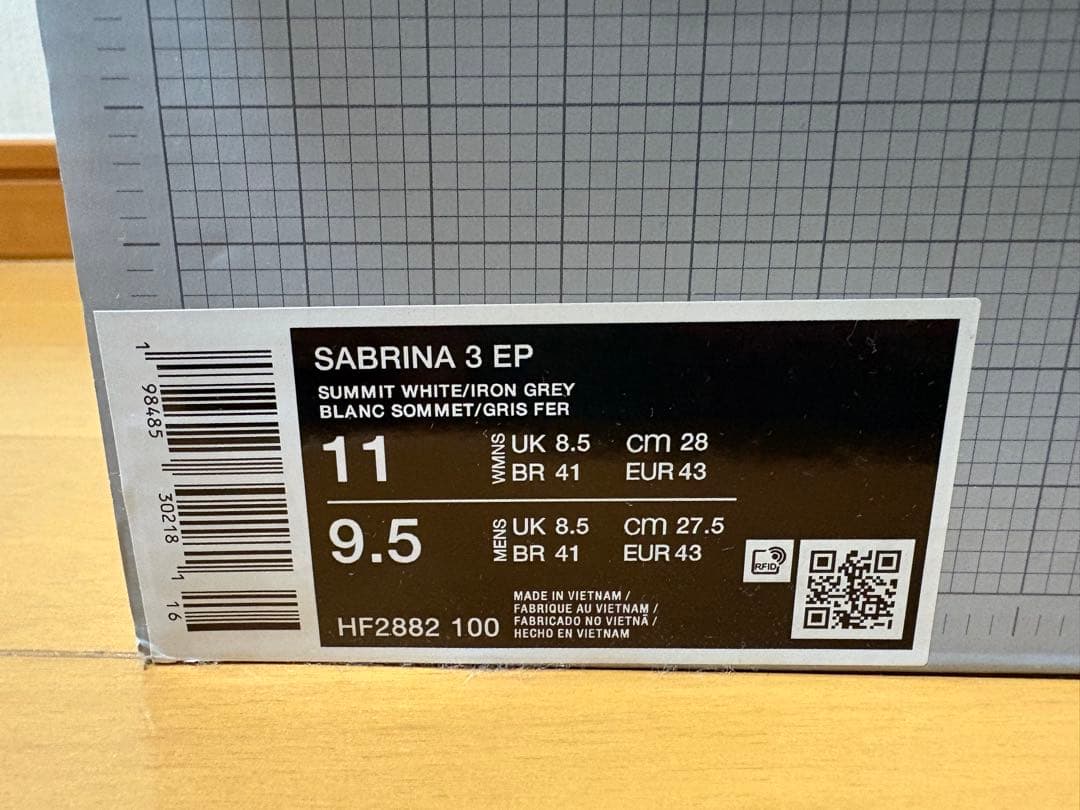 SABRINA 3 EP
SUMMIT WHITE/IRON GREY
BLANC SOMMET/GRIS FER
11 WMNS UK 8.5 cm 28
BR 41 EUR 43
9.5 MENS UK 8.5 cm 27.5
BR 41 EUR 43
RFID
HF2882 100
MADE IN VIETNAM /
FABRIQUE AU VIETNAM /
FABRICADO NO VIETNÃ /
HECHO EN VIETNAM
1 98485 30218 1 16